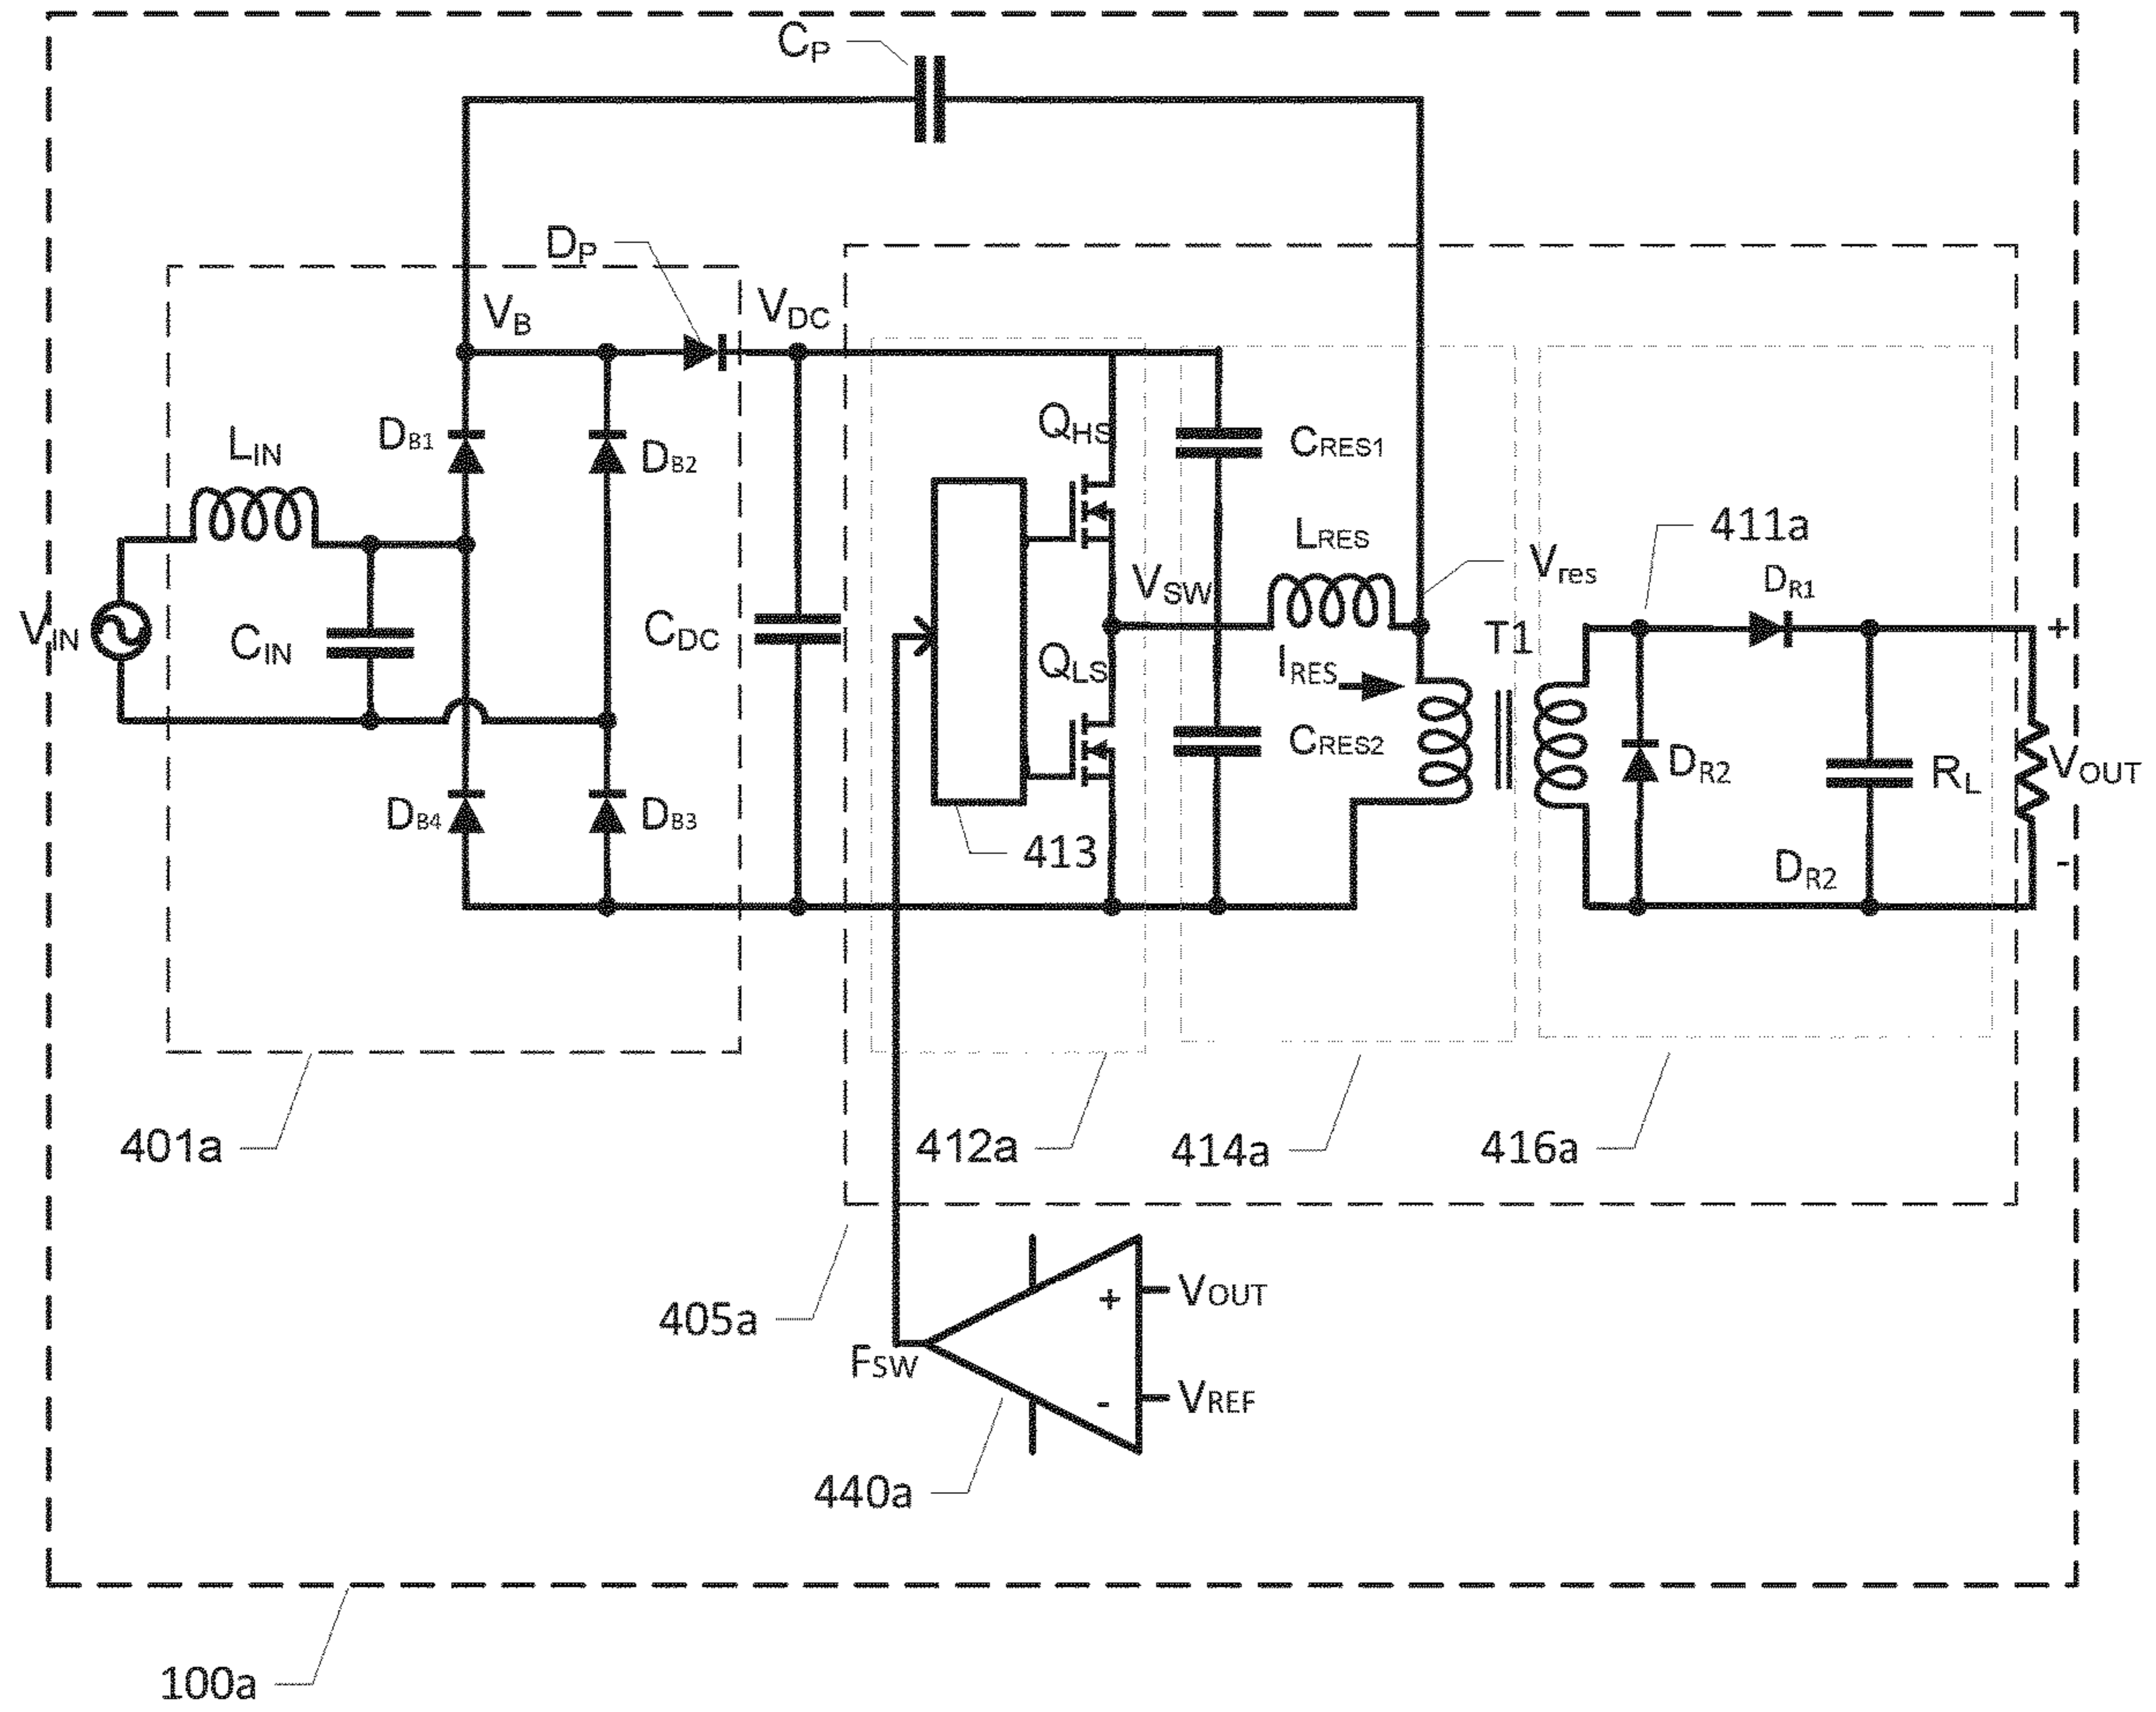 CP
DP
VB
VDC
LIN
DB1
DB2
QHS
CRES1
LRES
Vres
411a
DR1
VIN
CIN
CDC
VSW
IRES
T1
+
QLS
CRES2
DR2
RL
VOUT
DB4
DB3
413
DR2
-
401a
412a
414a
416a
405a
+
VOUT
FSW
-
VREF
440a
100a